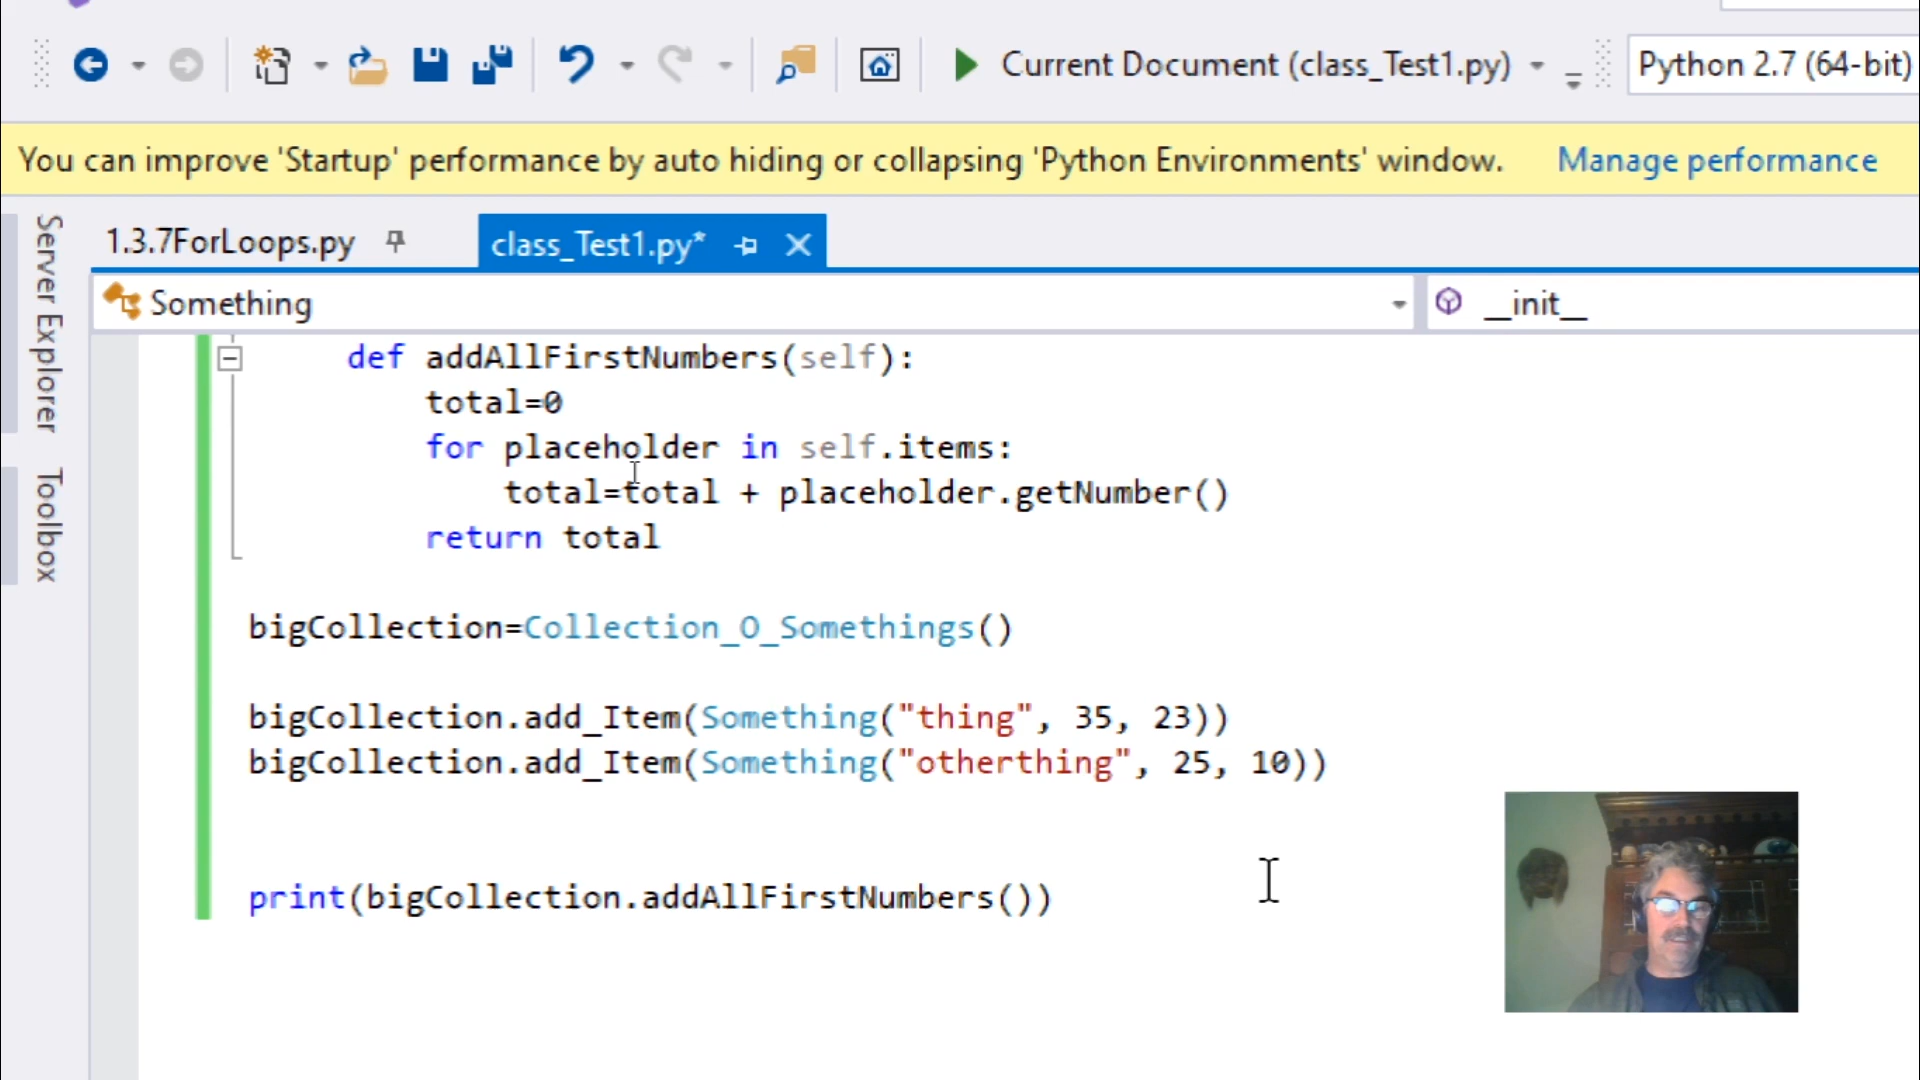 Current Document (class_Test1.py)
Python 2.7 (64-bit)
You can improve 'Startup' performance by auto hiding or collapsing 'Python Environments' window. Manage performance
Server Explorer
Toolbox
1.3.7ForLoops.py
class_Test1.py*
Something
__init__
def addAllFirstNumbers(self):
total=0
for placeholder in self.items:
total=total + placeholder.getNumber()
return total
bigCollection=Collection_O_Somethings()
bigCollection.add_Item(Something("thing", 35, 23))
bigCollection.add_Item(Something("otherthing", 25, 10))
print(bigCollection.addAllFirstNumbers())